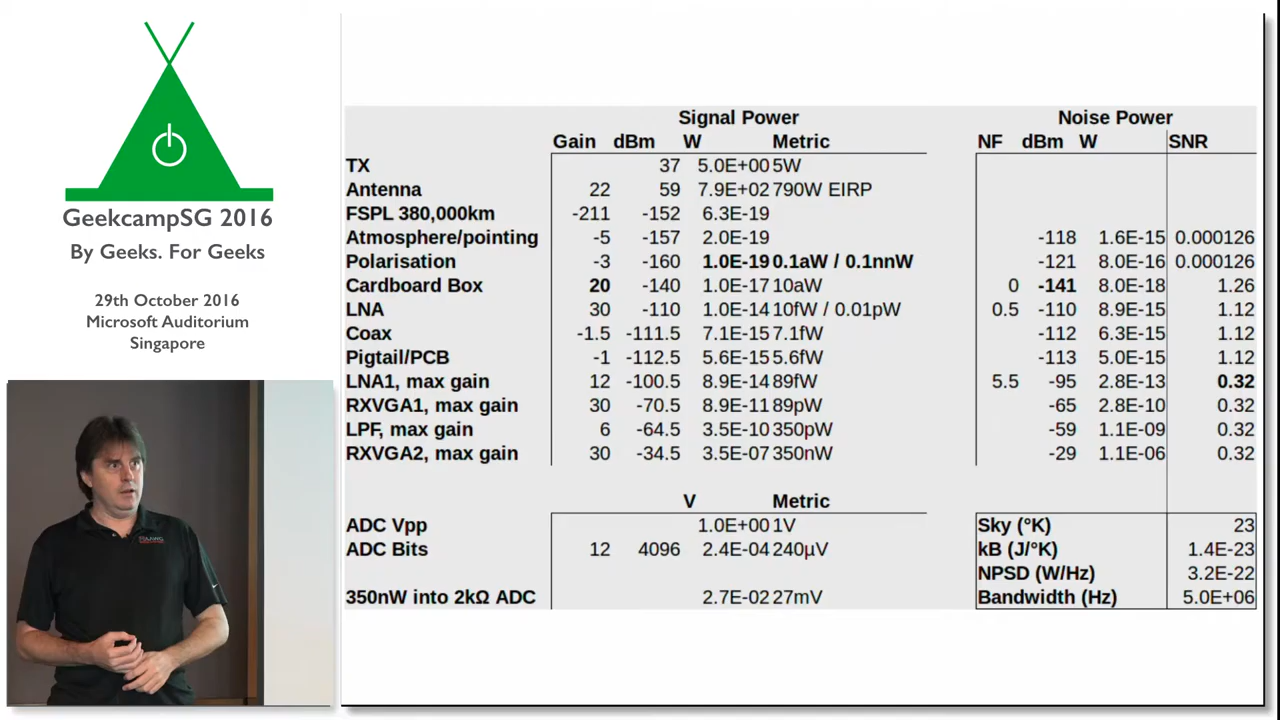 GeekcampSG 2016
By Geeks. For Geeks
29th October 2016
Microsoft Auditorium
Singapore
Signal Power Noise Power
Gain dBm W Metric NF dBm W SNR
TX 37 5.0E+00 5W
Antenna 22 59 7.9E+02 790W EIRP
FSPL 380,000km -211 -152 6.3E-19
Atmosphere/pointing -5 -157 2.0E-19 -118 1.6E-15 0.000126
Polarisation -3 -160 1.0E-19 0.1aW / 0.1nnW -121 8.0E-16 0.000126
Cardboard Box 20 -140 1.0E-17 10aW 0 -141 8.0E-18 1.26
LNA 30 -110 1.0E-14 10fW / 0.01pW 0.5 -110 8.9E-15 1.12
Coax -1.5 -111.5 7.1E-15 7.1fW -112 6.3E-15 1.12
Pigtail/PCB -1 -112.5 5.6E-15 5.6fW -113 5.0E-15 1.12
LNA1, max gain 12 -100.5 8.9E-14 89fW 5.5 -95 2.8E-13 0.32
RXVGA1, max gain 30 -70.5 8.9E-11 89pW -65 2.8E-10 0.32
LPF, max gain 6 -64.5 3.5E-10 350pW -59 1.1E-09 0.32
RXVGA2, max gain 30 -34.5 3.5E-07 350nW -29 1.1E-06 0.32
V Metric
ADC Vpp 1.0E+00 1V Sky (°K) 23
ADC Bits 12 4096 2.4E-04 240µV kB (J/°K) 1.4E-23
NPSD (W/Hz) 3.2E-22
350nW into 2kΩ ADC 2.7E-02 27mV Bandwidth (Hz) 5.0E+06